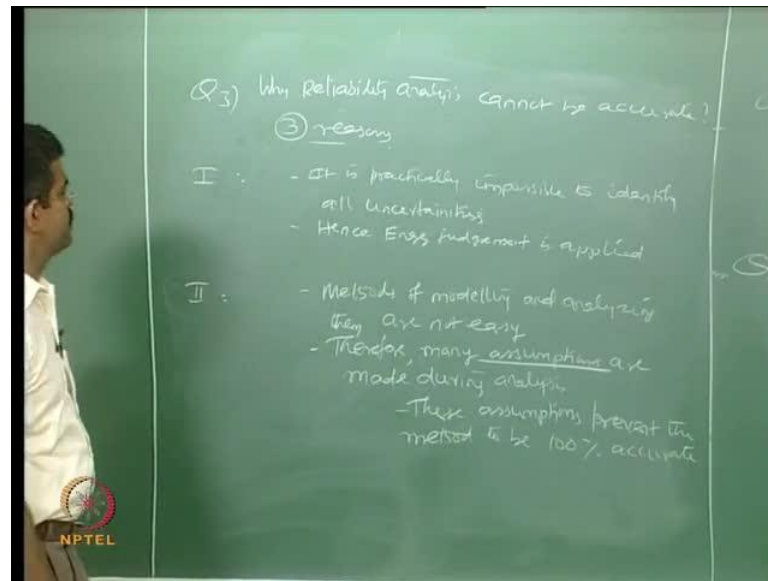 Q3) Why Reliability analysis cannot be accurate?
③ reasons
I : - It is practically impossible to identify
all uncertainities
- Hence Engg judgement is applied
II : - Methods of modelling and analyzing
them are not easy
- Therefore, many assumptions are
made during analysis
- These assumptions prevent the
method to be 100% accurate
NPTEL